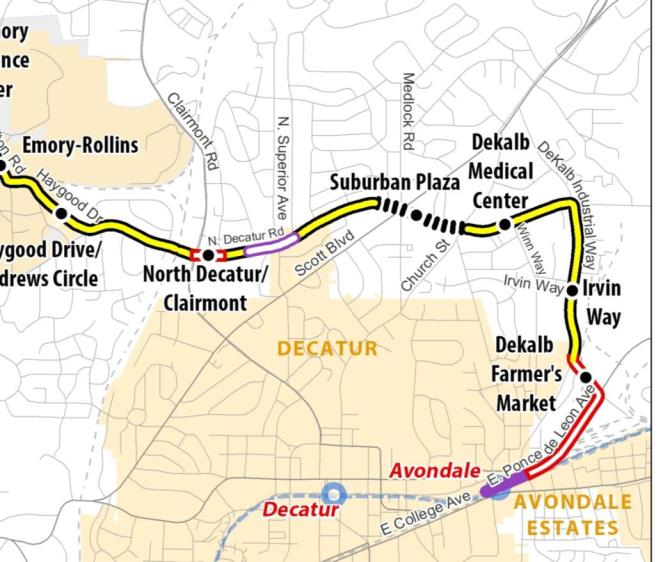 ory
nce
er
Emory-Rollins
on Rd
Haygood Dr
ygood Drive/
drews Circle
Clairmont Rd
N. Superior Ave
Medlock Rd
N. Decatur Rd
North Decatur/
Clairmont
Scott Blvd
Suburban Plaza
Church St
Dekalb
Medical
Center
DeKalb Industrial Way
Winn Way
Irvin Way
Irvin
Way
DECATUR
Dekalb
Farmer's
Market
E. Ponce de Leon Ave
Avondale
Decatur
E College Ave
AVONDALE
ESTATES